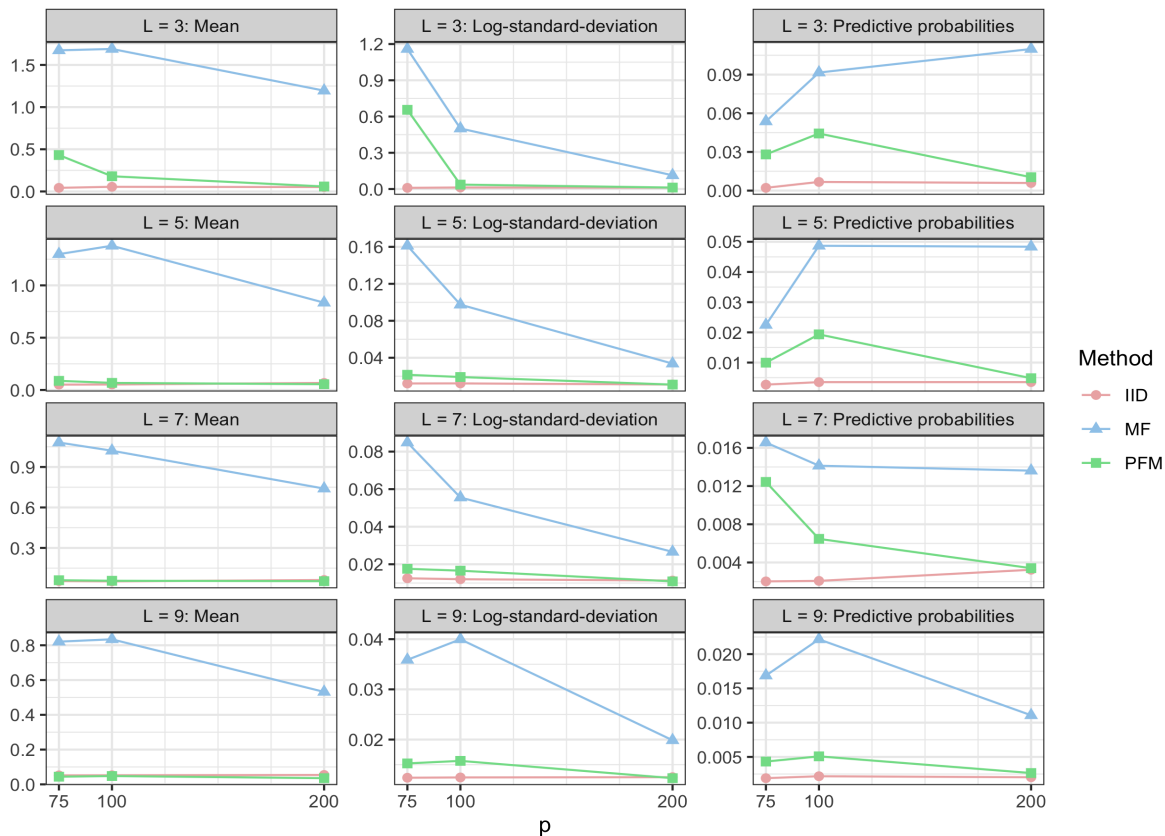 L = 3: Mean
L = 3: Log-standard-deviation
L = 3: Predictive probabilities
1.5
1.0
0.5
0.0
1.2
0.9
0.6
0.3
0.0
0.09
0.06
0.03
0.00
L = 5: Mean
L = 5: Log-standard-deviation
L = 5: Predictive probabilities
1.0
0.5
0.0
0.16
0.12
0.08
0.04
0.05
0.04
0.03
0.02
0.01
L = 7: Mean
L = 7: Log-standard-deviation
L = 7: Predictive probabilities
0.9
0.6
0.3
0.08
0.06
0.04
0.02
0.016
0.012
0.008
0.004
L = 9: Mean
L = 9: Log-standard-deviation
L = 9: Predictive probabilities
0.8
0.6
0.4
0.2
0.0
0.04
0.03
0.02
0.020
0.015
0.010
0.005
75 100 200
75 100 200
75 100 200
p
Method
IID
MF
PFM